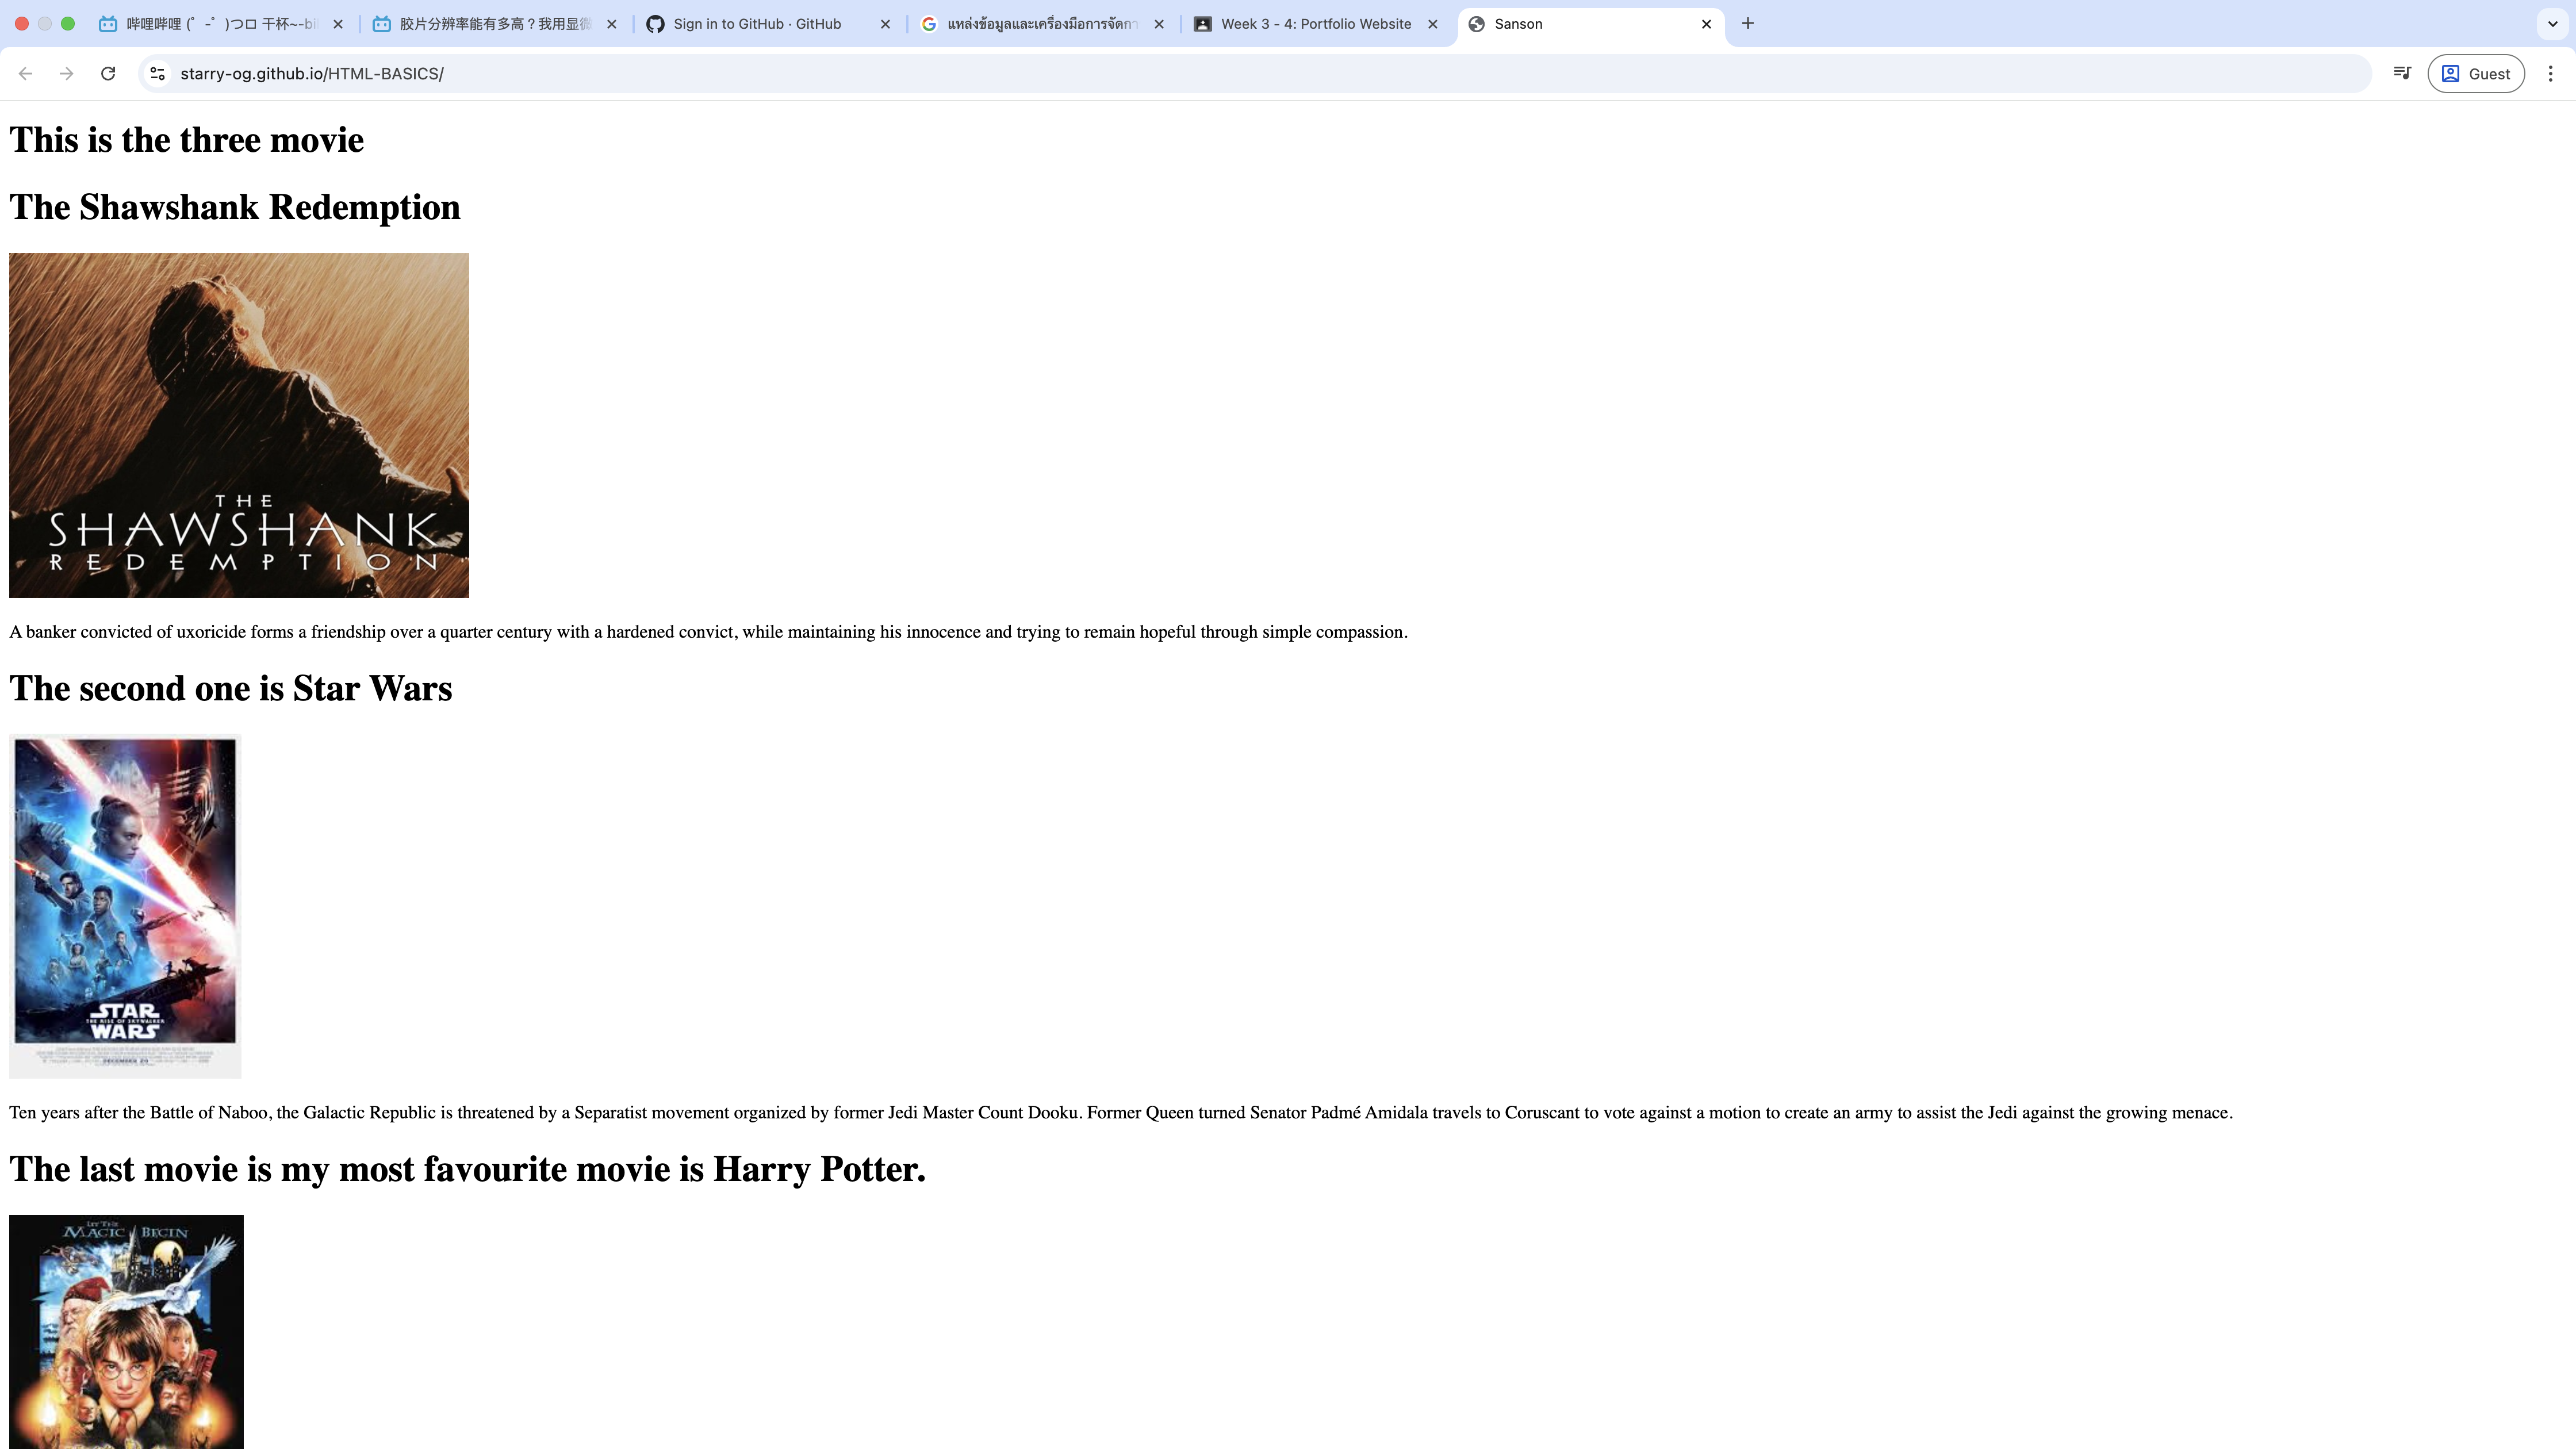 哔哩哔哩 (゜-゜)つロ 干杯~-bi
胶片分辨率能有多高？我用显微
Sign in to GitHub · GitHub
แหล่งข้อมูลและเครื่องมือการจัดกา
Week 3 - 4: Portfolio Website
Sanson
starry-og.github.io/HTML-BASICS/
Guest
This is the three movie
The Shawshank Redemption
THE
SHAWSHANK
REDEMPTION
A banker convicted of uxoricide forms a friendship over a quarter century with a hardened convict, while maintaining his innocence and trying to remain hopeful through simple compassion.
The second one is Star Wars
STAR
THE RISE OF SKYWALKER
WARS
DECEMBER 20
Ten years after the Battle of Naboo, the Galactic Republic is threatened by a Separatist movement organized by former Jedi Master Count Dooku. Former Queen turned Senator Padmé Amidala travels to Coruscant to vote against a motion to create an army to assist the Jedi against the growing menace.
The last movie is my most favourite movie is Harry Potter.
LET THE
MAGIC BEGIN